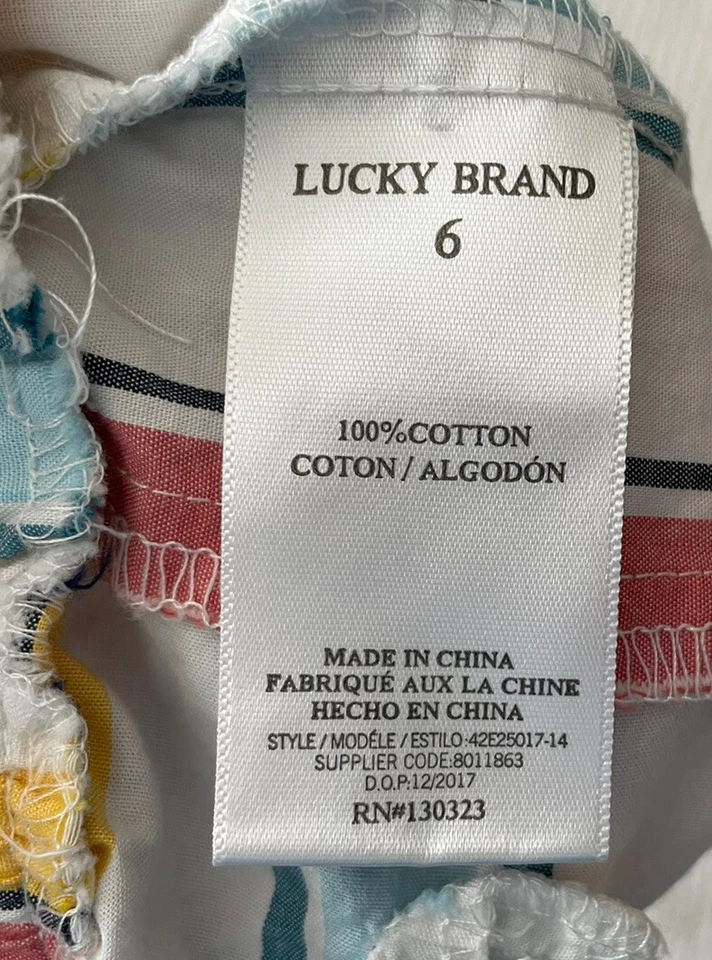 LUCKY BRAND
6
100%COTTON
COTON / ALGODÓN
MADE IN CHINA
FABRIQUÉ AUX LA CHINE
HECHO EN CHINA
STYLE / MODÉLE / ESTILO :42E25017-14
SUPPLIER CODE:8011863
D.O.P:12/2017
RN#130323